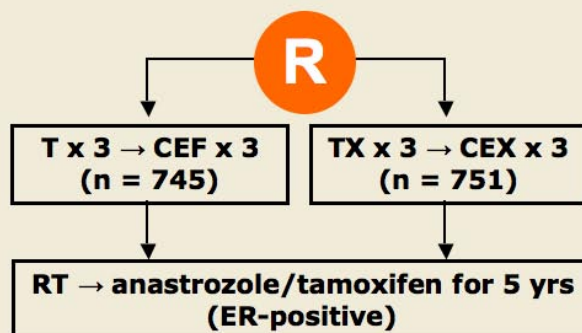 R
T x 3 → CEF x 3
(n = 745)
TX x 3 → CEX x 3
(n = 751)
RT → anastrozole/tamoxifen for 5 yrs
(ER-positive)